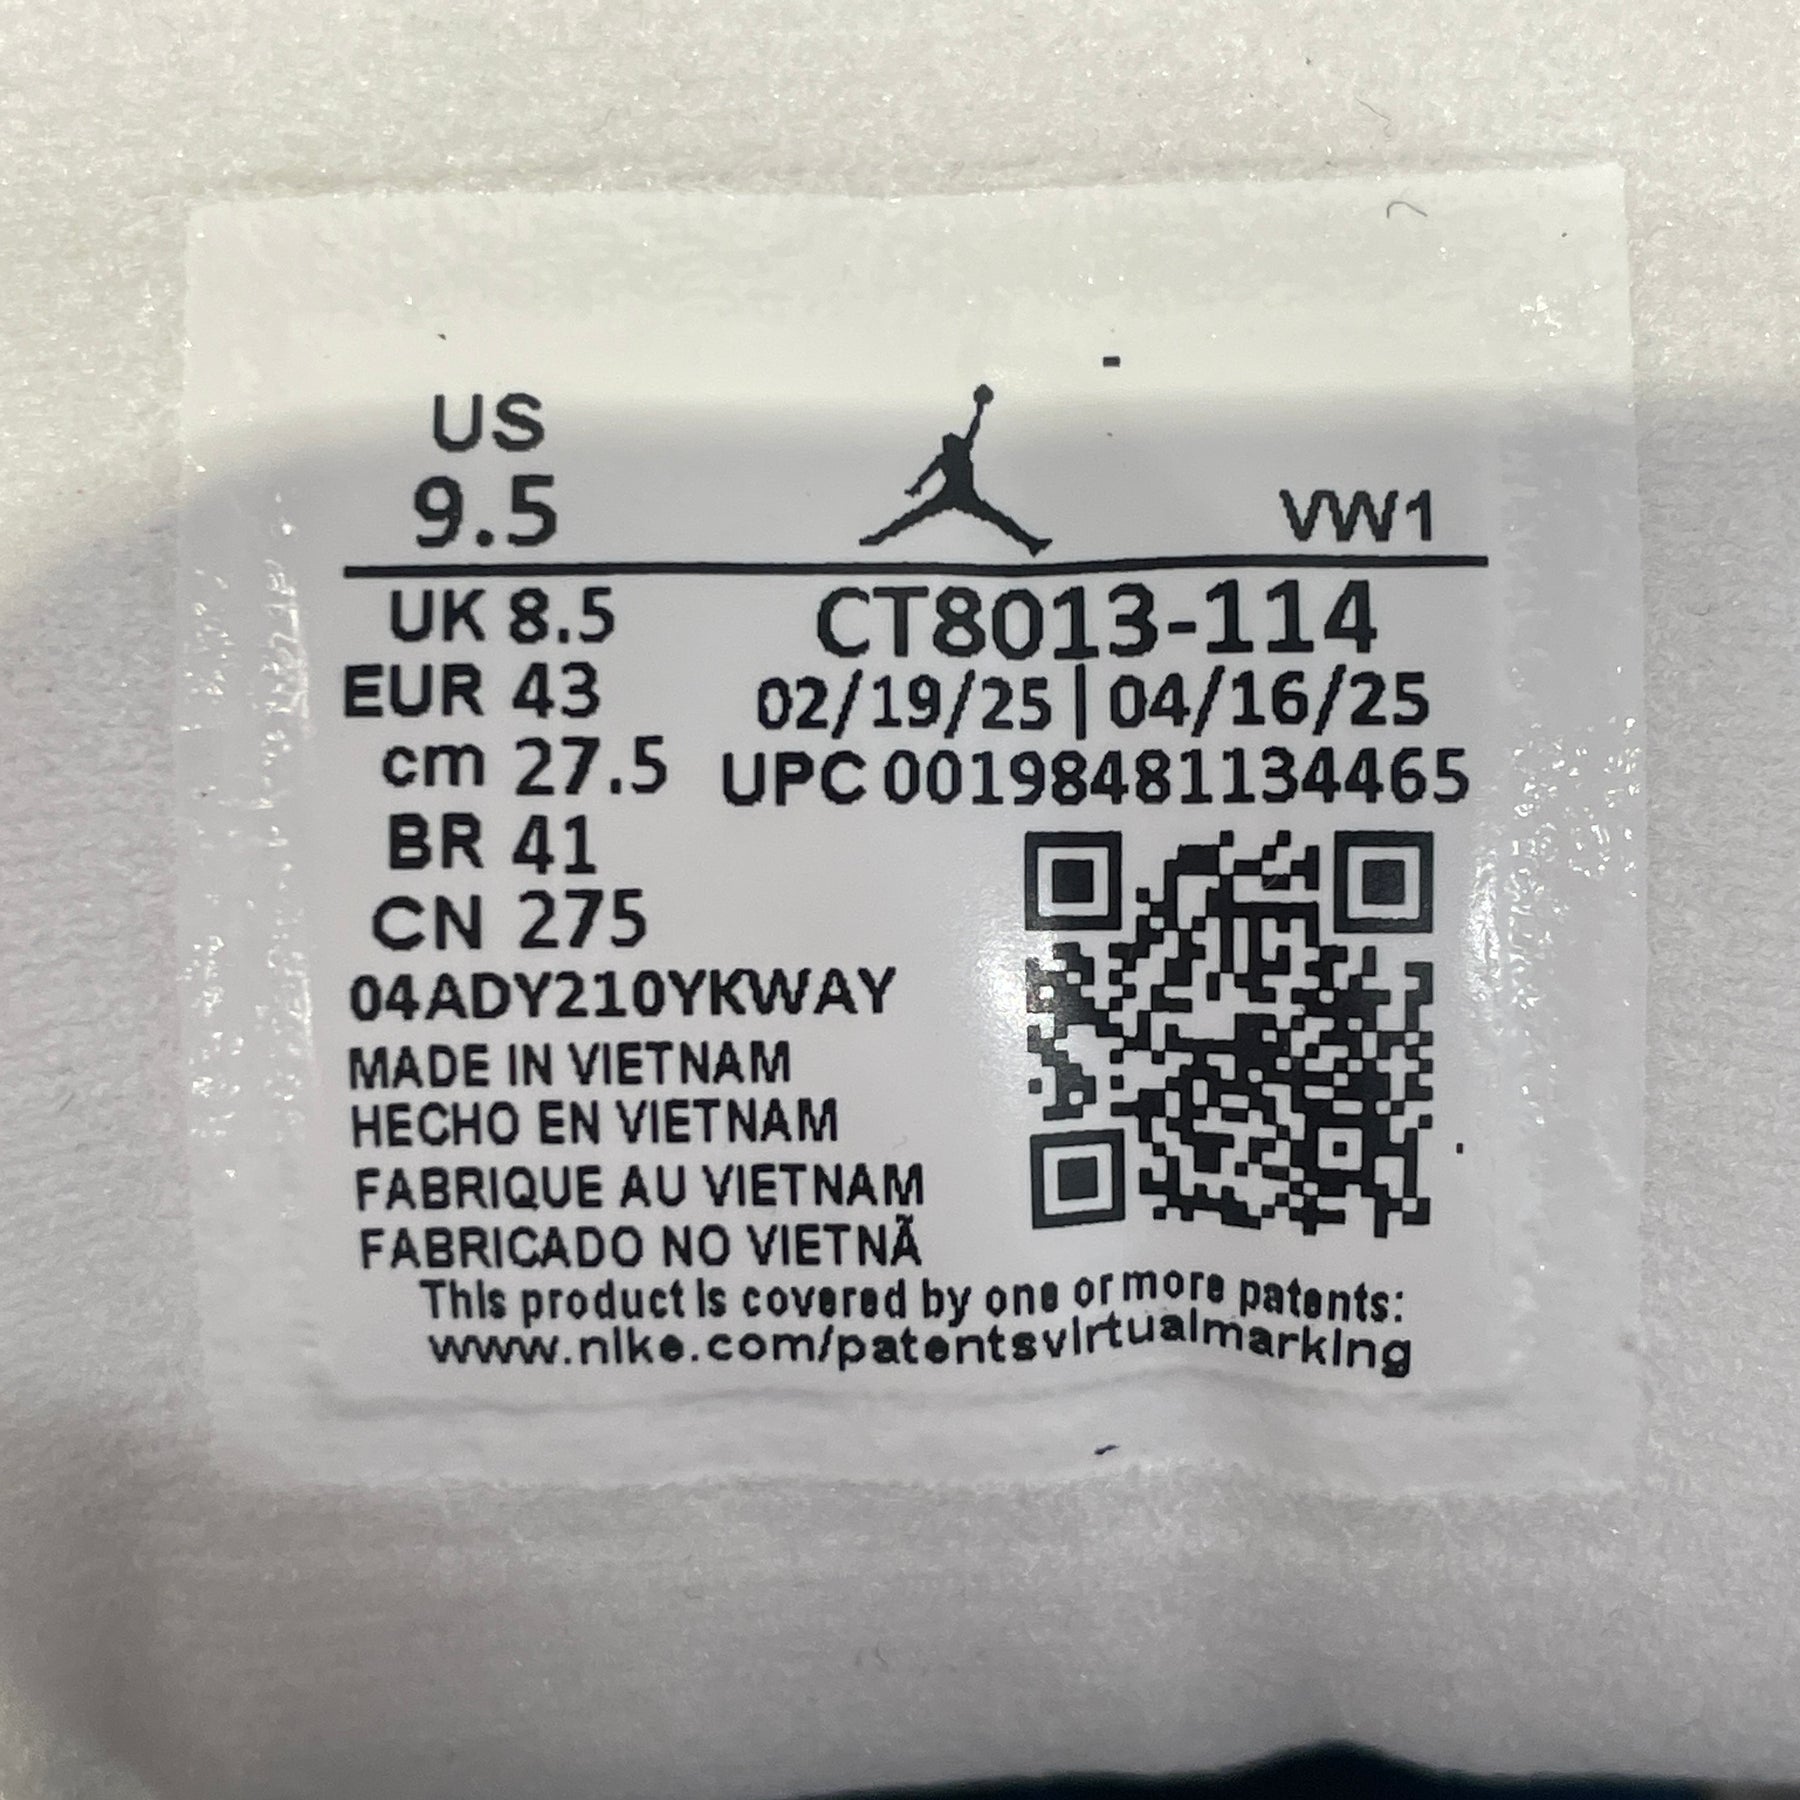 US
9.5
VW1
UK 8.5
CT8013-114
EUR 43
02/19/25 | 04/16/25
cm 27.5
UPC 00198481134465
BR 41
CN 275
04ADY210YKWAY
MADE IN VIETNAM
HECHO EN VIETNAM
FABRIQUE AU VIETNAM
FABRICADO NO VIETNÃ
This product is covered by one or more patents:
www.nike.com/patentsvirtualmarking